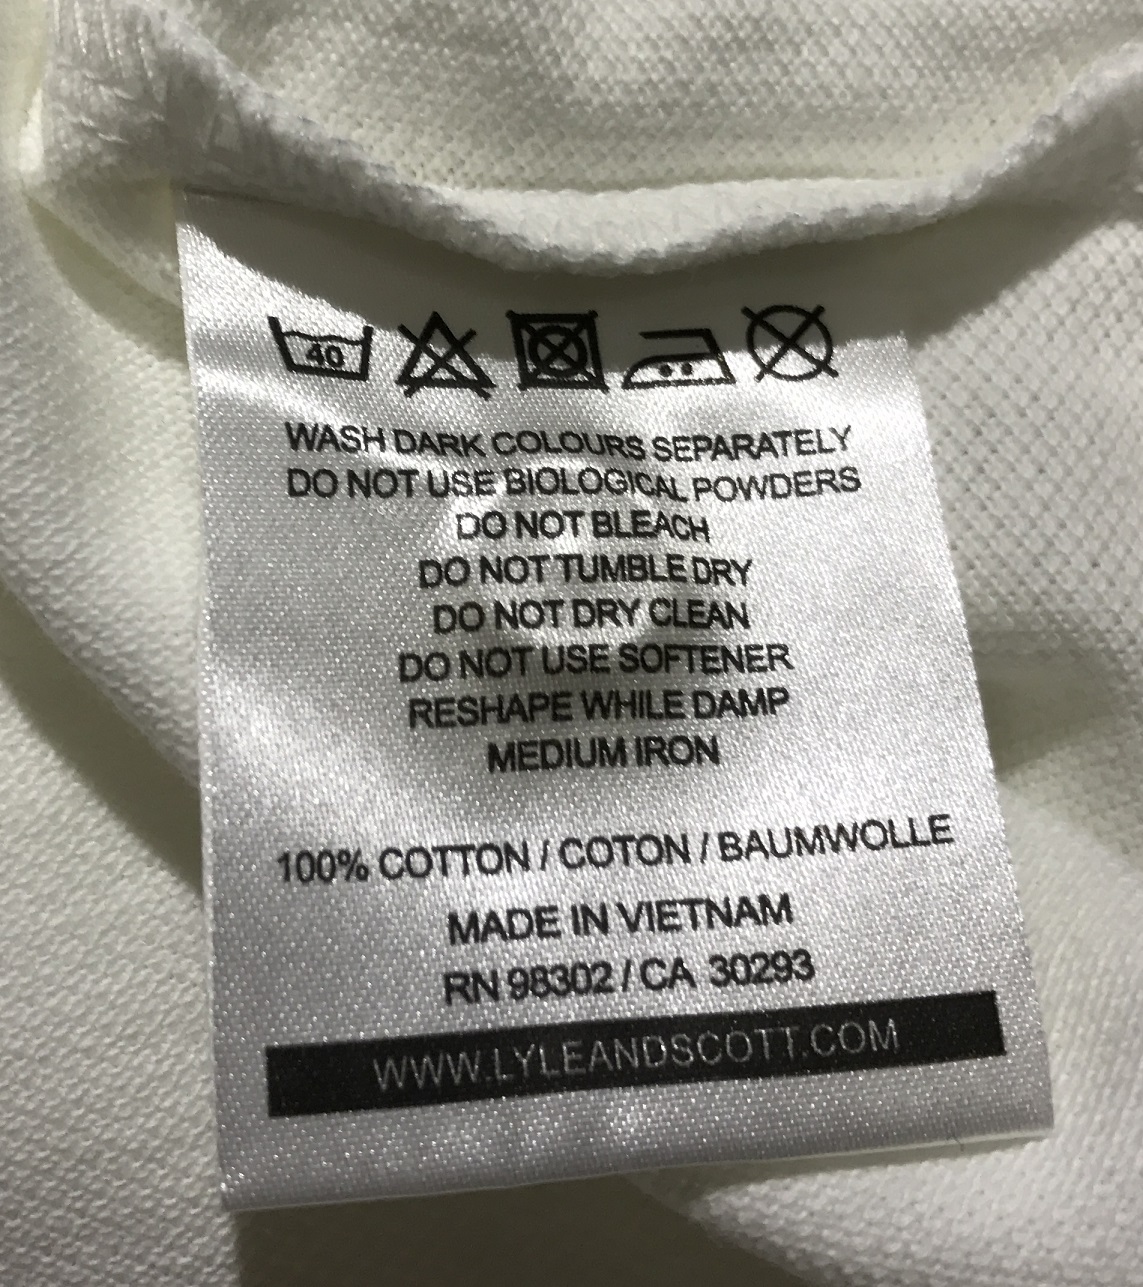 40
WASH DARK COLOURS SEPARATELY
DO NOT USE BIOLOGICAL POWDERS
DO NOT BLEACH
DO NOT TUMBLE DRY
DO NOT DRY CLEAN
DO NOT USE SOFTENER
RESHAPE WHILE DAMP
MEDIUM IRON
100% COTTON / COTON / BAUMWOLLE
MADE IN VIETNAM
RN 98302 / CA 30293
WWW.LYLEANDSCOTT.COM